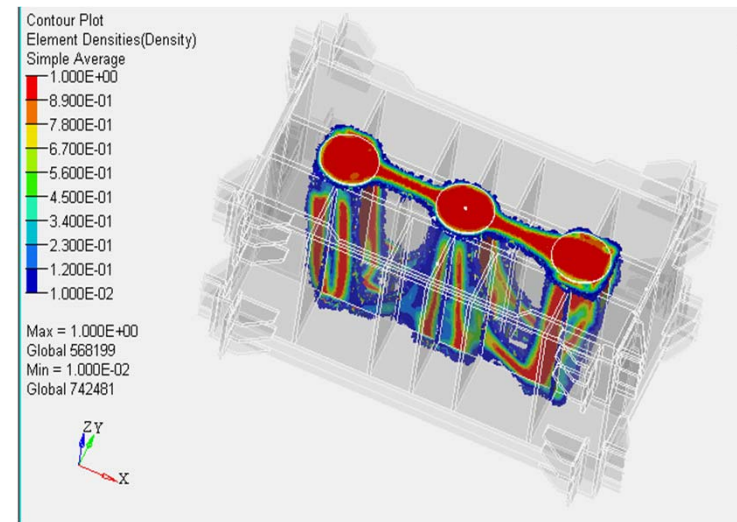 Contour Plot
Element Densities(Density)
Simple Average
1.000E+00
8.900E-01
7.800E-01
6.700E-01
5.600E-01
4.500E-01
3.400E-01
2.300E-01
1.200E-01
1.000E-02
Max = 1.000E+00
Global 568199
Min = 1.000E-02
Global 742481
Z Y
X